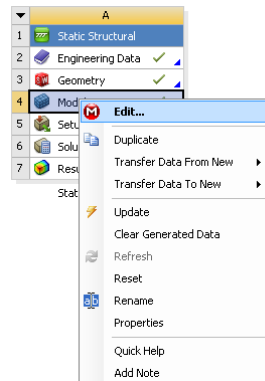 A
1 Static Structural
2 Engineering Data
3 Geometry
4 Mod
Edit...
5 Setu
Duplicate
6 Solu
Transfer Data From New
7 Resu
Transfer Data To New
Stat
Update
Clear Generated Data
Refresh
Reset
ab Rename
Properties
Quick Help
Add Note